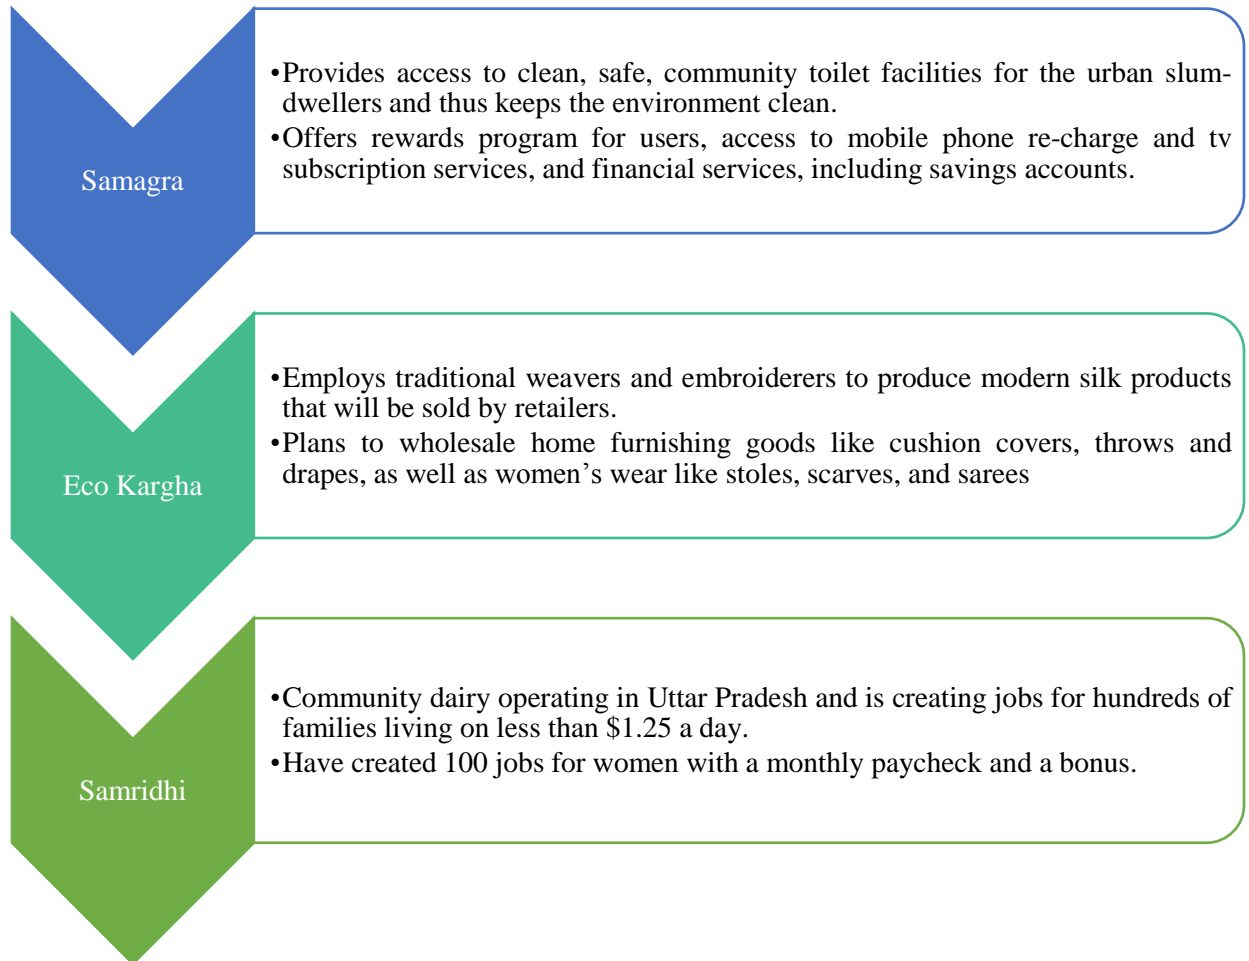 Samagra
•Provides access to clean, safe, community toilet facilities for the urban slum-
dwellers and thus keeps the environment clean.
•Offers rewards program for users, access to mobile phone re-charge and tv
subscription services, and financial services, including savings accounts.
Eco Kargha
•Employs traditional weavers and embroiderers to produce modern silk products
that will be sold by retailers.
•Plans to wholesale home furnishing goods like cushion covers, throws and
drapes, as well as women’s wear like stoles, scarves, and sarees
Samridhi
•Community dairy operating in Uttar Pradesh and is creating jobs for hundreds of
families living on less than $1.25 a day.
•Have created 100 jobs for women with a monthly paycheck and a bonus.